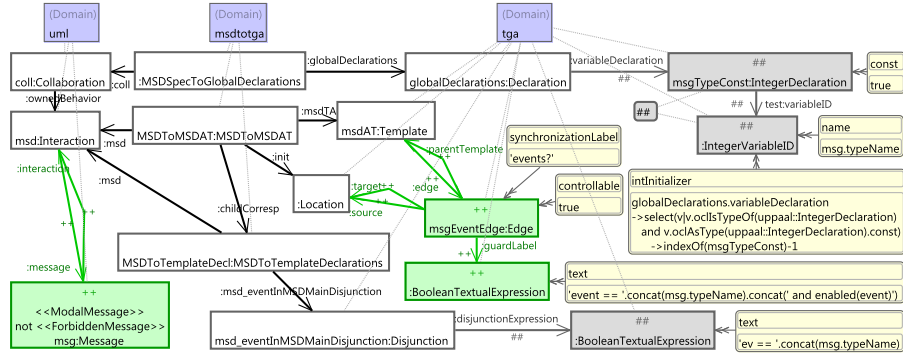 (Domain)
uml
(Domain)
msdtotga
(Domain)
tga
coll:Collaboration
:coll
:MSDSpecToGlobalDeclarations
:globalDeclarations
globalDeclarations:Declaration
:variableDeclaration
##
##
msgTypeConst:IntegerDeclaration
const
true
:ownedBehavior
msd:Interaction
:msd
MSDToMSDAT:MSDToMSDAT
:msdTA
msdAT:Template
##
##
test:variableID
##
:IntegerVariableID
name
msg.typeName
synchronizationLabel
'events?'
:parentTemplate
++
++
:edge
:init
:Location
:target++
++
:source
controllable
true
intInitializer
globalDeclarations.variableDeclaration
->select(v|v.oclIsTypeOf(uppaal::IntegerDeclaration)
and v.oclAsType(uppaal::IntegerDeclaration).const)
->indexOf(msgTypeConst)-1
:interaction
++
++
:message
:msd
:childCorresp
++
msgEventEdge:Edge
:guardLabel
++
MSDToTemplateDecl:MSDToTemplateDeclarations
++
:BooleanTextualExpression
text
'event == '.concat(msg.typeName).concat(' and enabled(event)')
:msd_eventInMSDMainDisjunction
++
<<ModalMessage>>
not <<ForbiddenMessage>>
msg:Message
msd_eventInMSDMainDisjunction:Disjunction
:disjunctionExpression
##
##
:BooleanTextualExpression
text
'ev == '.concat(msg.typeName)